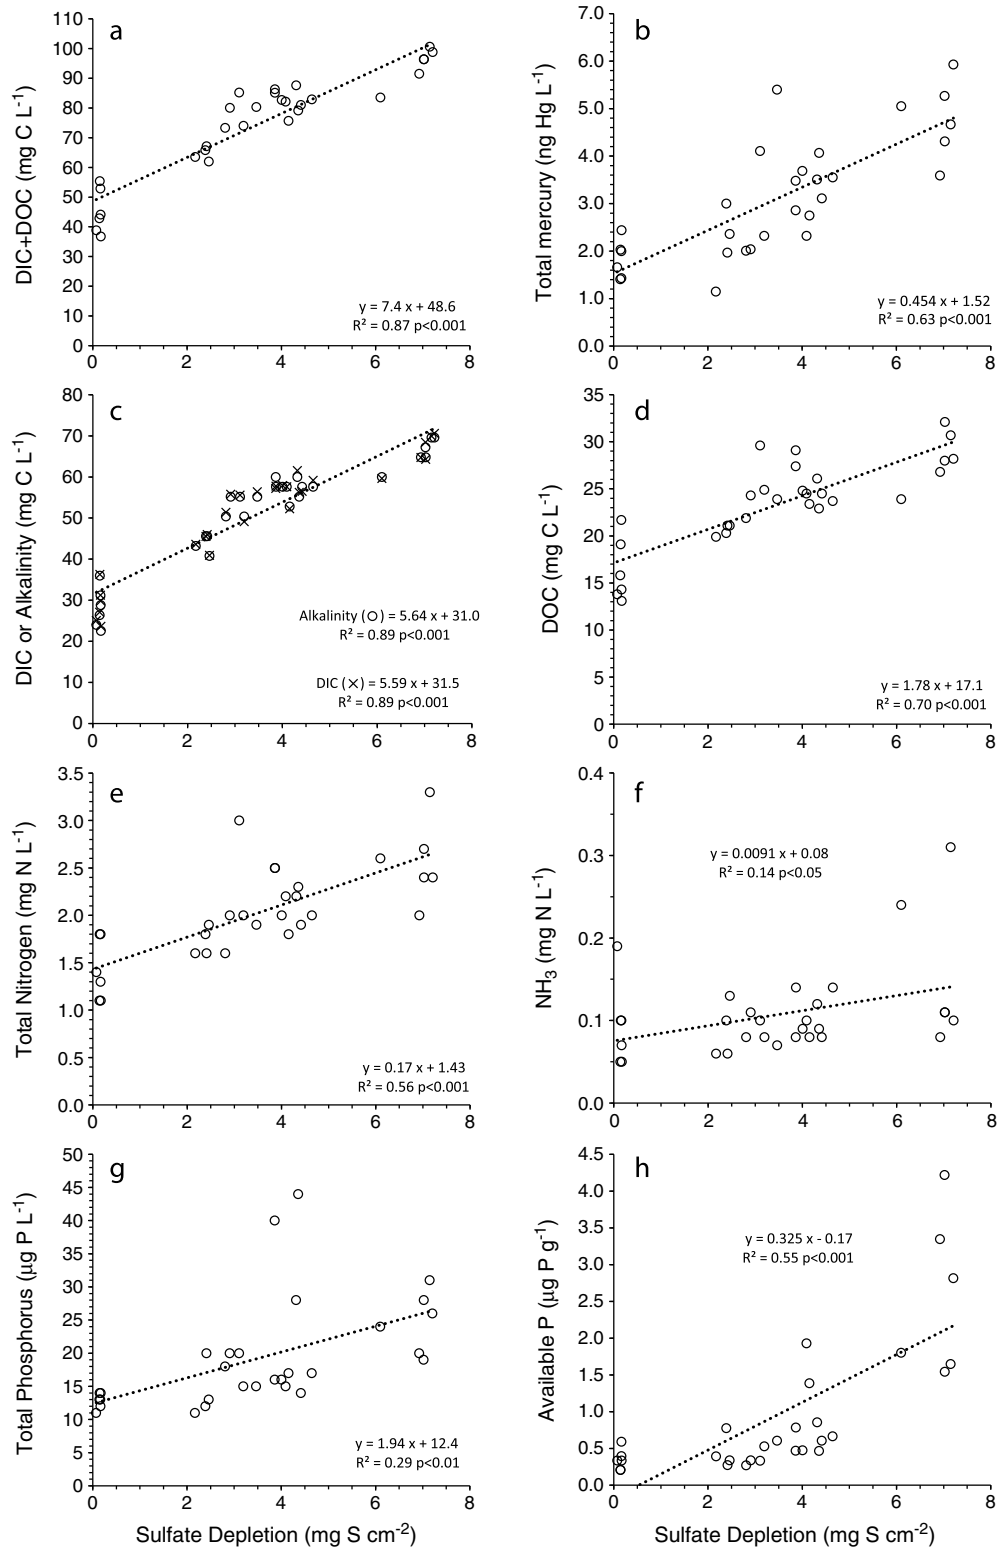 a
DIC+DOC (mg C L⁻¹)
110
100
90
80
70
60
50
40
30
20
10
0
y = 7.4 x + 48.6
R² = 0.87 p<0.001
0 2 4 6 8
b
Total mercury (ng Hg L⁻¹)
7.0
6.0
5.0
4.0
3.0
2.0
1.0
0.0
y = 0.454 x + 1.52
R² = 0.63 p<0.001
0 2 4 6 8
c
DIC or Alkalinity (mg C L⁻¹)
80
70
60
50
40
30
20
10
0
Alkalinity (○) = 5.64 x + 31.0
R² = 0.89 p<0.001
DIC (×) = 5.59 x + 31.5
R² = 0.89 p<0.001
0 2 4 6 8
d
DOC (mg C L⁻¹)
35
30
25
20
15
10
5
0
y = 1.78 x + 17.1
R² = 0.70 p<0.001
0 2 4 6 8
e
Total Nitrogen (mg N L⁻¹)
3.5
3.0
2.5
2.0
1.5
1.0
0.5
0.0
y = 0.17 x + 1.43
R² = 0.56 p<0.001
0 2 4 6 8
f
NH₃ (mg N L⁻¹)
0.4
0.3
0.2
0.1
0.0
y = 0.0091 x + 0.08
R² = 0.14 p<0.05
0 2 4 6 8
g
Total Phosphorus (µg P L⁻¹)
50
45
40
35
30
25
20
15
10
5
0
y = 1.94 x + 12.4
R² = 0.29 p<0.01
0 2 4 6 8
Sulfate Depletion (mg S cm⁻²)
h
Available P (µg P g⁻¹)
4.5
4.0
3.5
3.0
2.5
2.0
1.5
1.0
0.5
0.0
y = 0.325 x - 0.17
R² = 0.55 p<0.001
0 2 4 6 8
Sulfate Depletion (mg S cm⁻²)